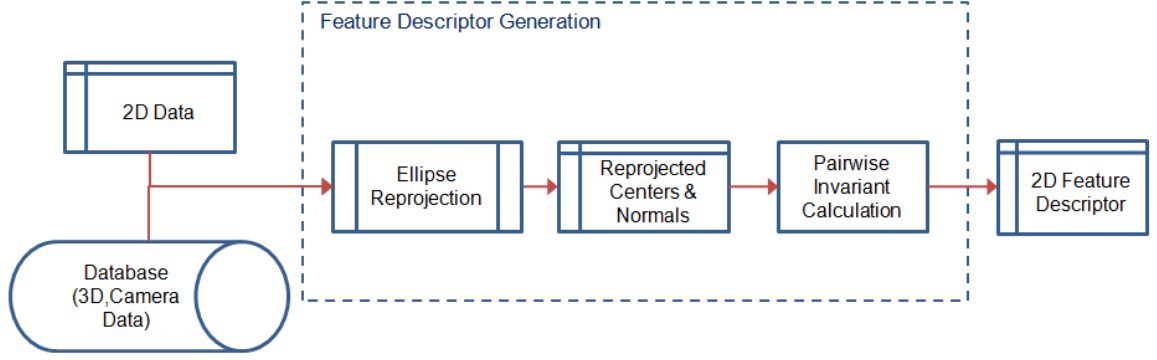 Feature Descriptor Generation
2D Data
Database
(3D,Camera
Data)
Ellipse
Reprojection
Reprojected
Centers &
Normals
Pairwise
Invariant
Calculation
2D Feature
Descriptor